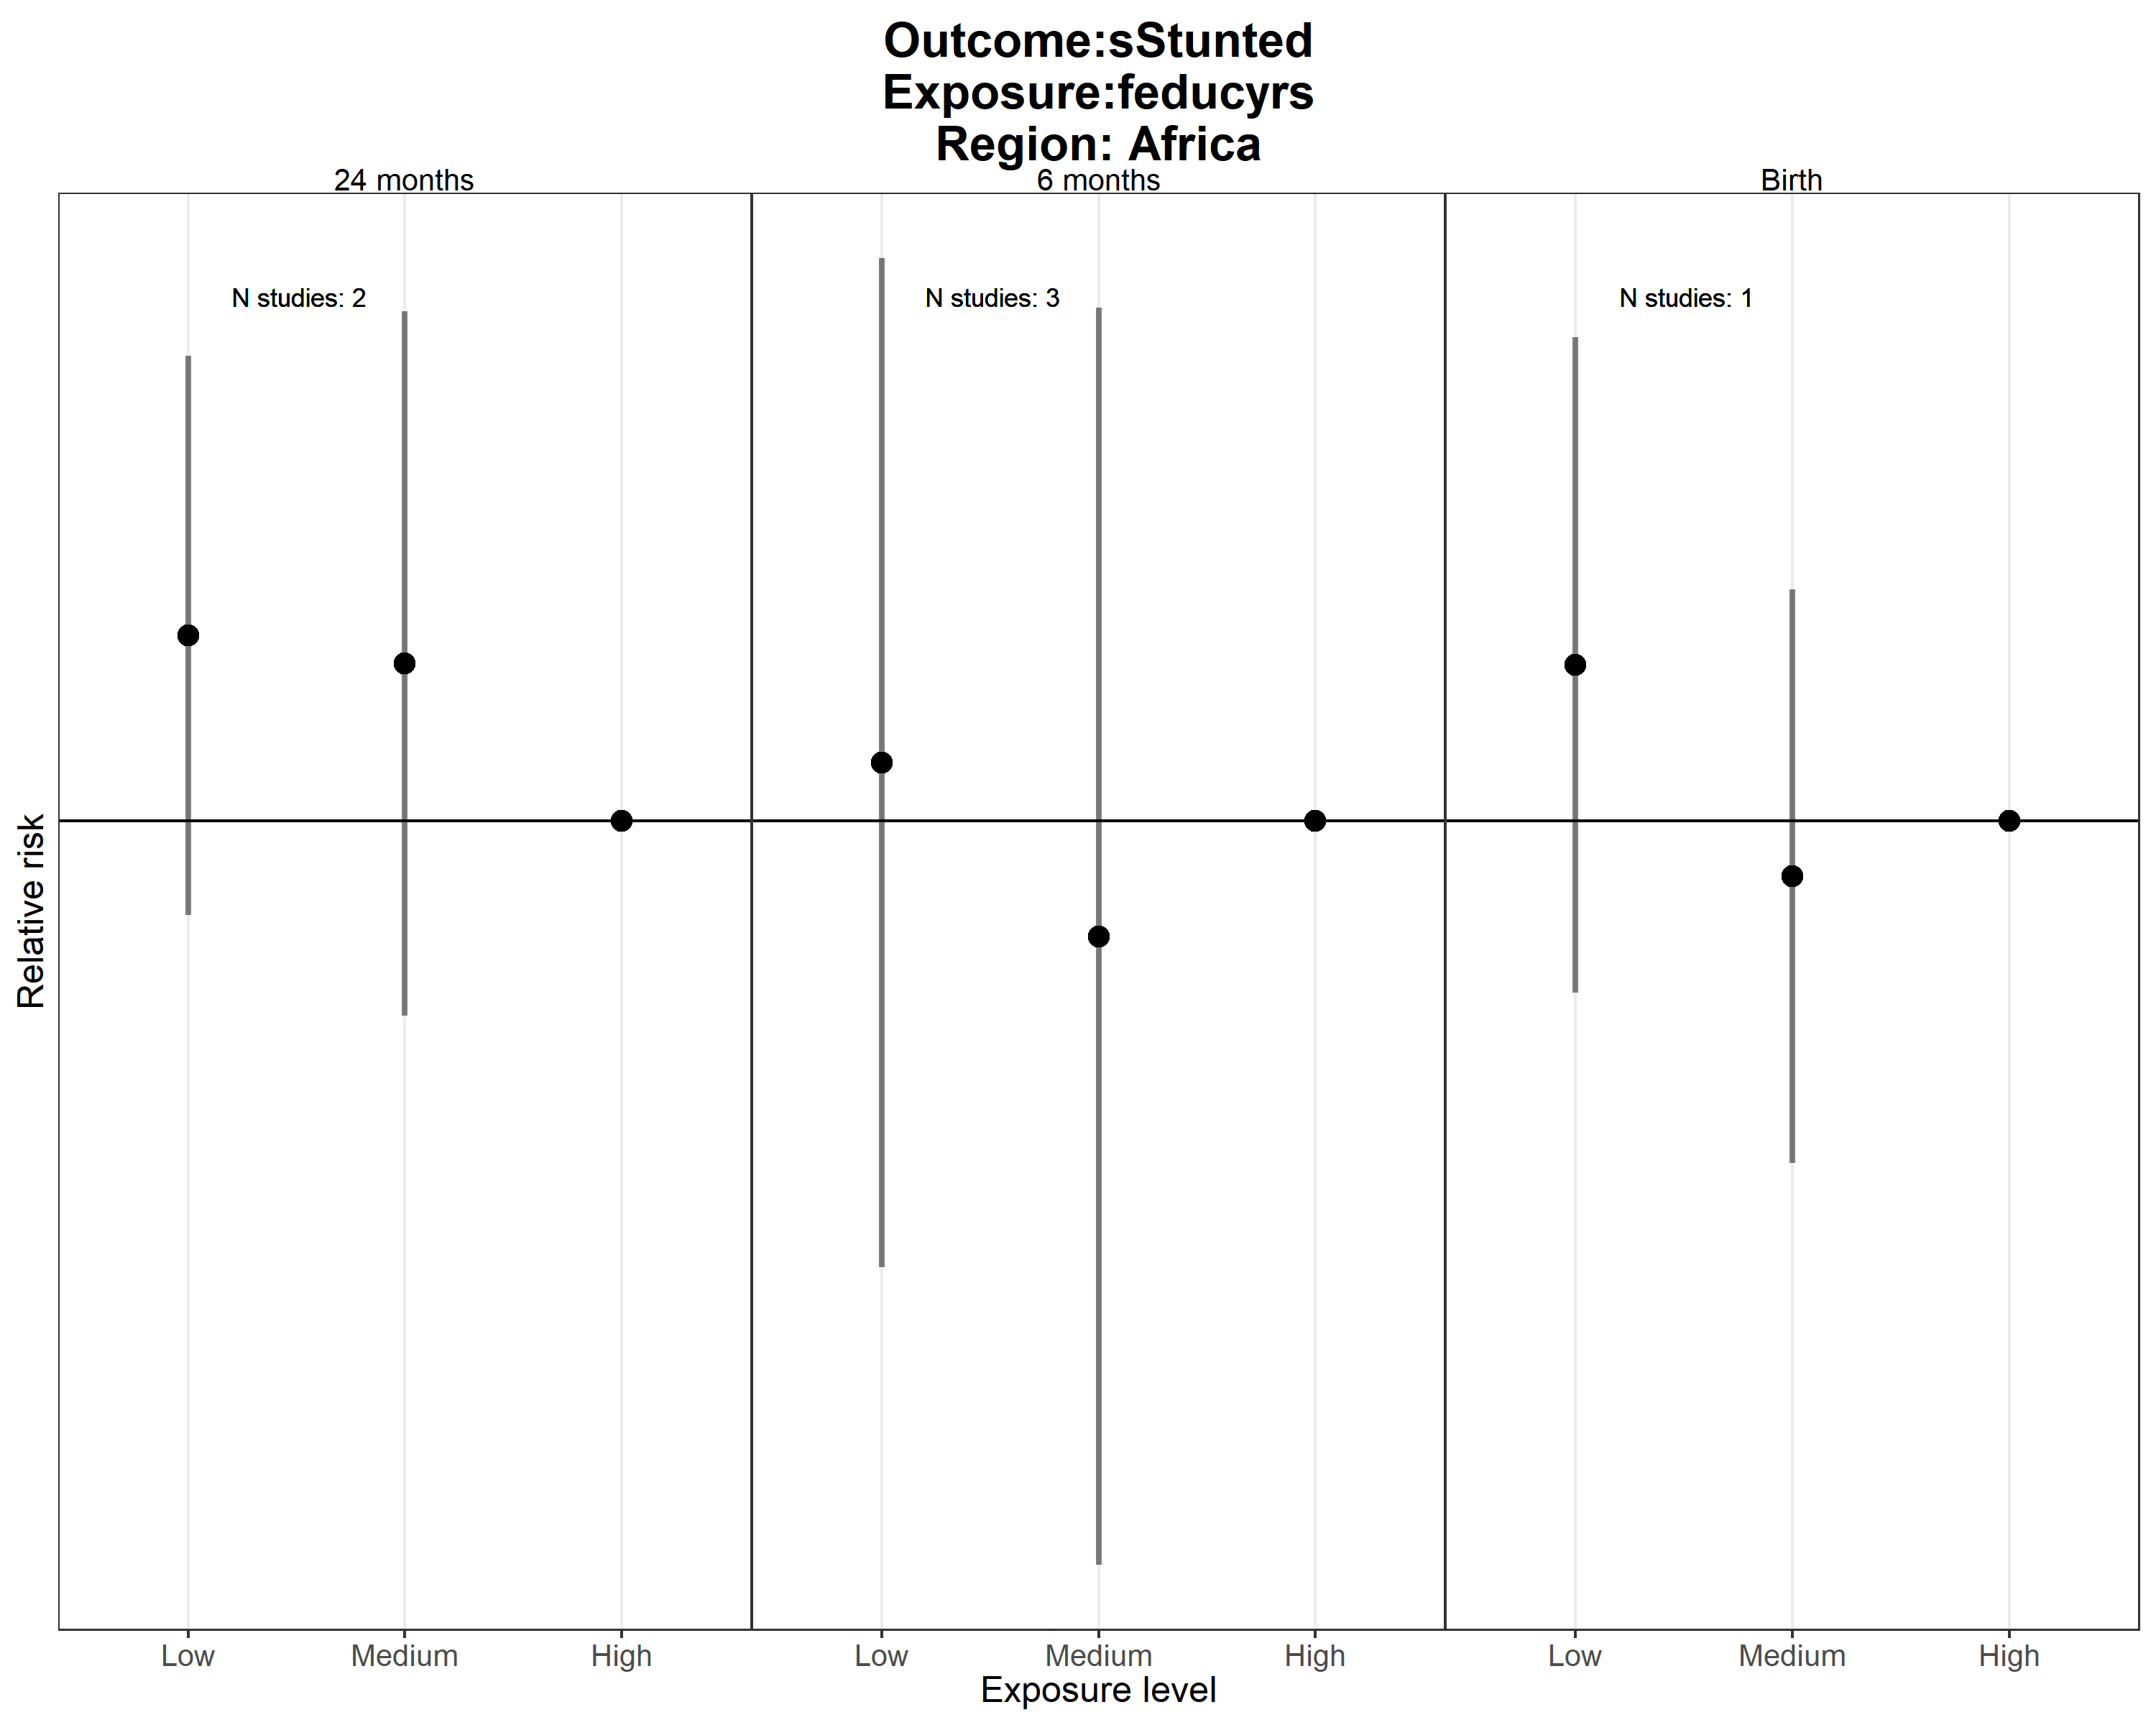 Outcome:sStunted
Exposure:feducyrs
Region: Africa
24 months
6 months
Birth
N studies: 2
N studies: 3
N studies: 1
Relative risk
Low
Medium
High
Low
Medium
High
Low
Medium
High
Exposure level